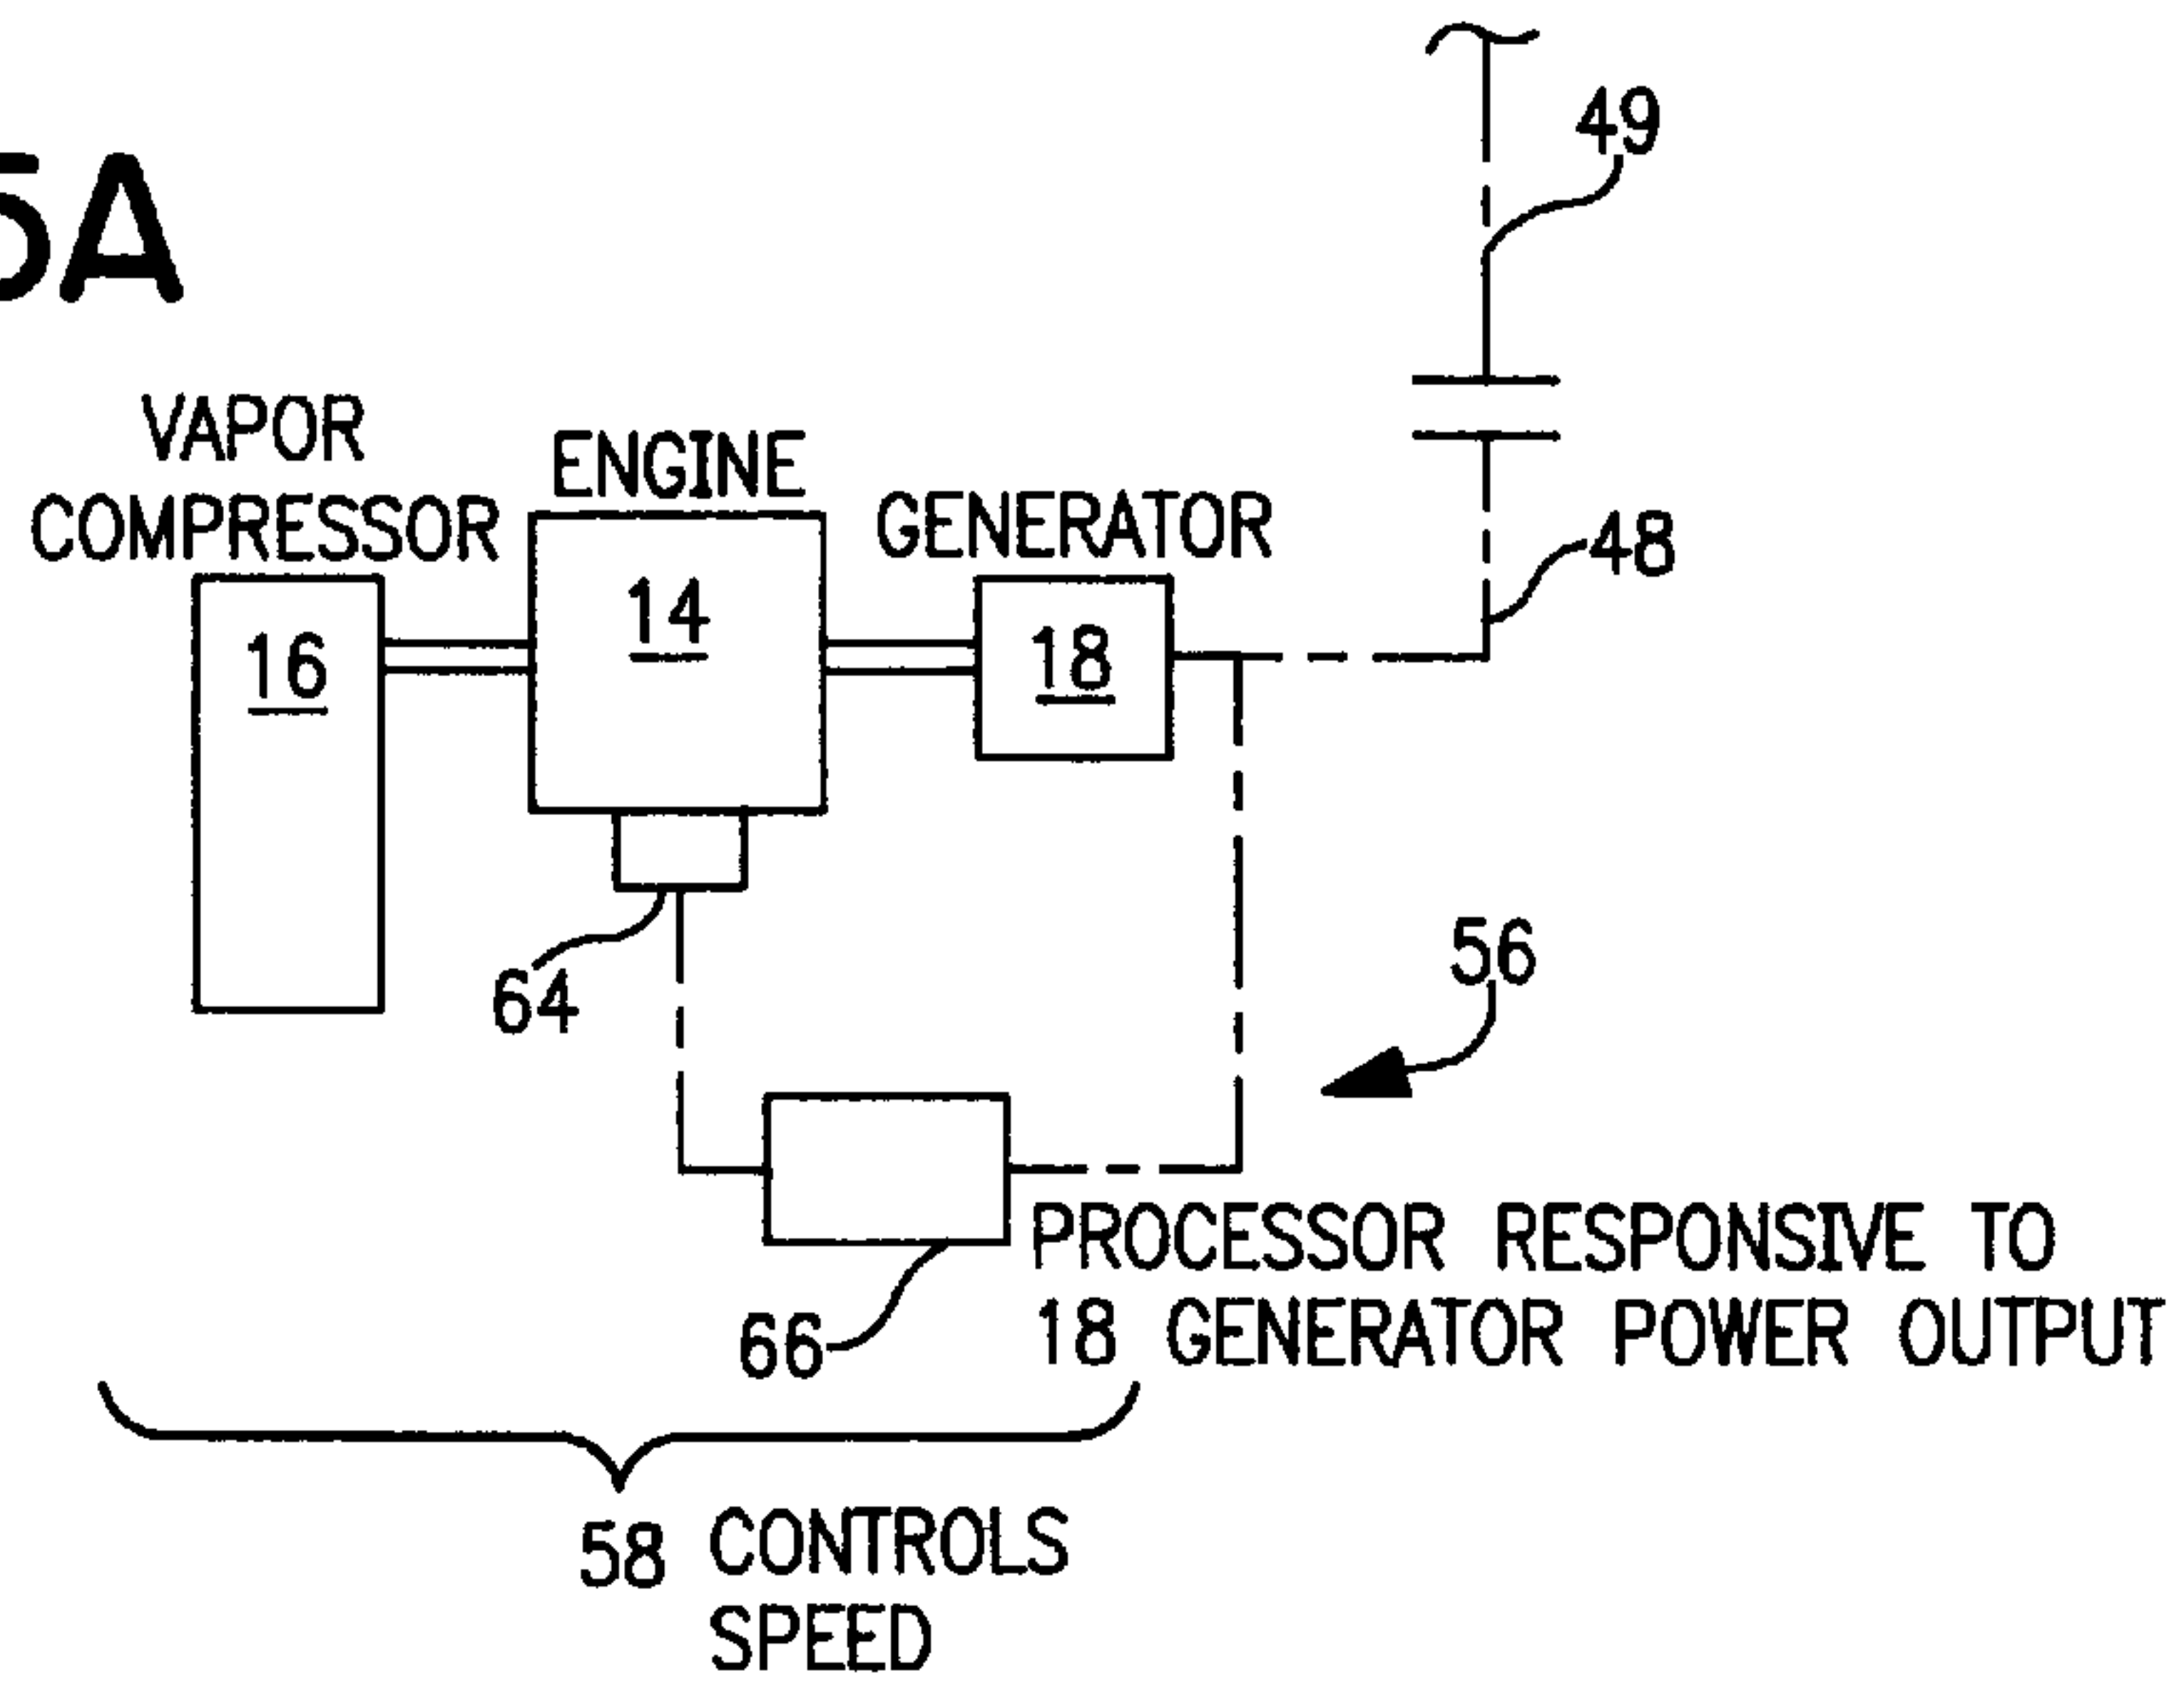 5A
49
VAPOR
COMPRESSOR
ENGINE
GENERATOR
48
16
14
18
64
56
PROCESSOR RESPONSIVE TO
18 GENERATOR POWER OUTPUT
66
58 CONTROLS
SPEED